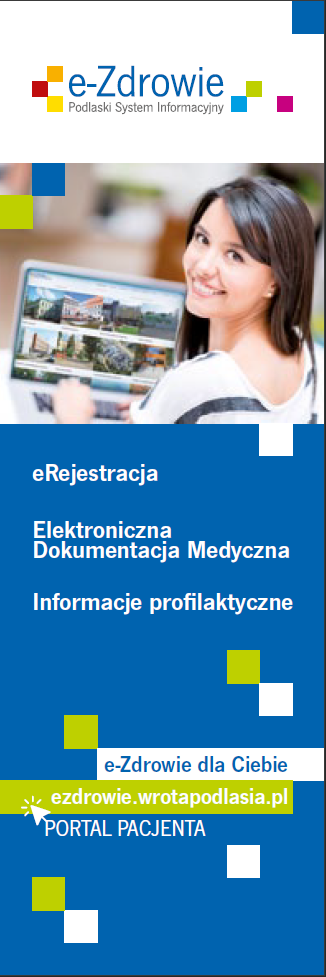 e-Zdrowie
Podlaski System Informacyjny
eRejestracja
Elektroniczna
Dokumentacja Medyczna
Informacje profilaktyczne
e-Zdrowie dla Ciebie
ezdrowie.wrotapodlasia.pl
PORTAL PACJENTA